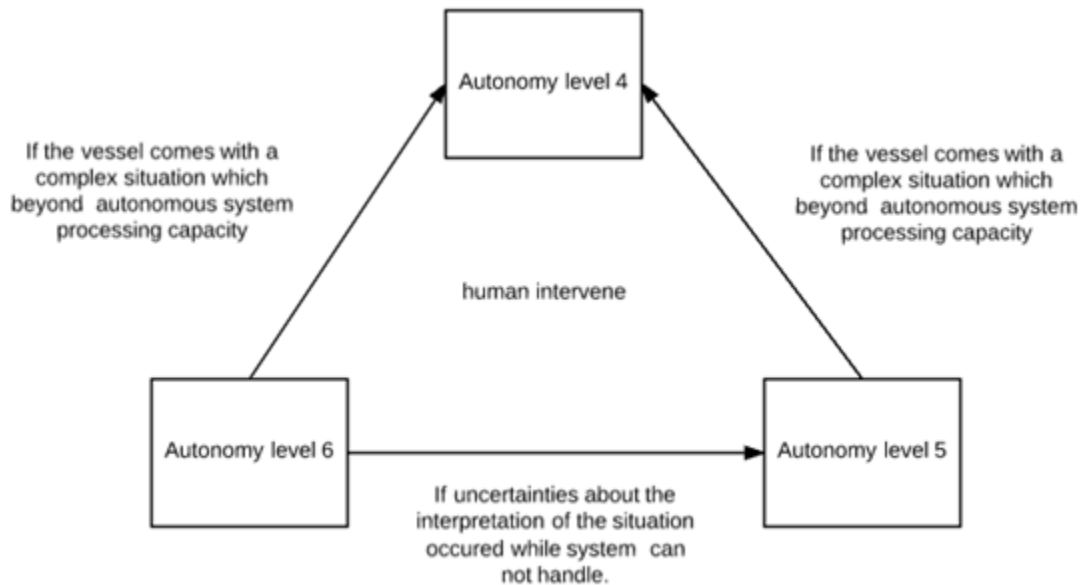 Autonomy level 4
If the vessel comes with a
complex situation which
beyond autonomous system
processing capacity
If the vessel comes with a
complex situation which
beyond autonomous system
processing capacity
human intervene
Autonomy level 6
Autonomy level 5
If uncertainties about the
interpretation of the situation
occured while system can
not handle.